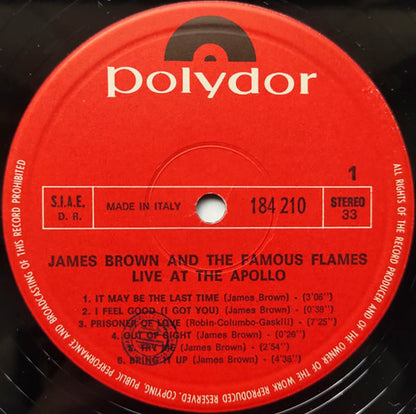 polydor
1
S.I.A.E.
D. R.
MADE IN ITALY
184 210
STEREO
33
JAMES BROWN AND THE FAMOUS FLAMES
LIVE AT THE APOLLO
1. IT MAY BE THE LAST TIME (James Brown) - (3'06")
2. I FEEL GOOD (I GOT YOU) (James Brown) - (0'38")
3. PRISONER OF LOVE (Robin-Columbo-Gaskill) - (7'25")
4. OUT OF SIGHT (James Brown) - (0'26")
5. TRY ME (James Brown) - (2'54")
6. BRING IT UP (James Brown) - (4'38")
ALL RIGHTS OF THE PRODUCER AND OF THE OWNER OF THE WORK REPRODUCED RESERVED. COPYING, PUBLIC PERFORMANCE AND BROADCASTING OF THIS RECORD PROHIBITED